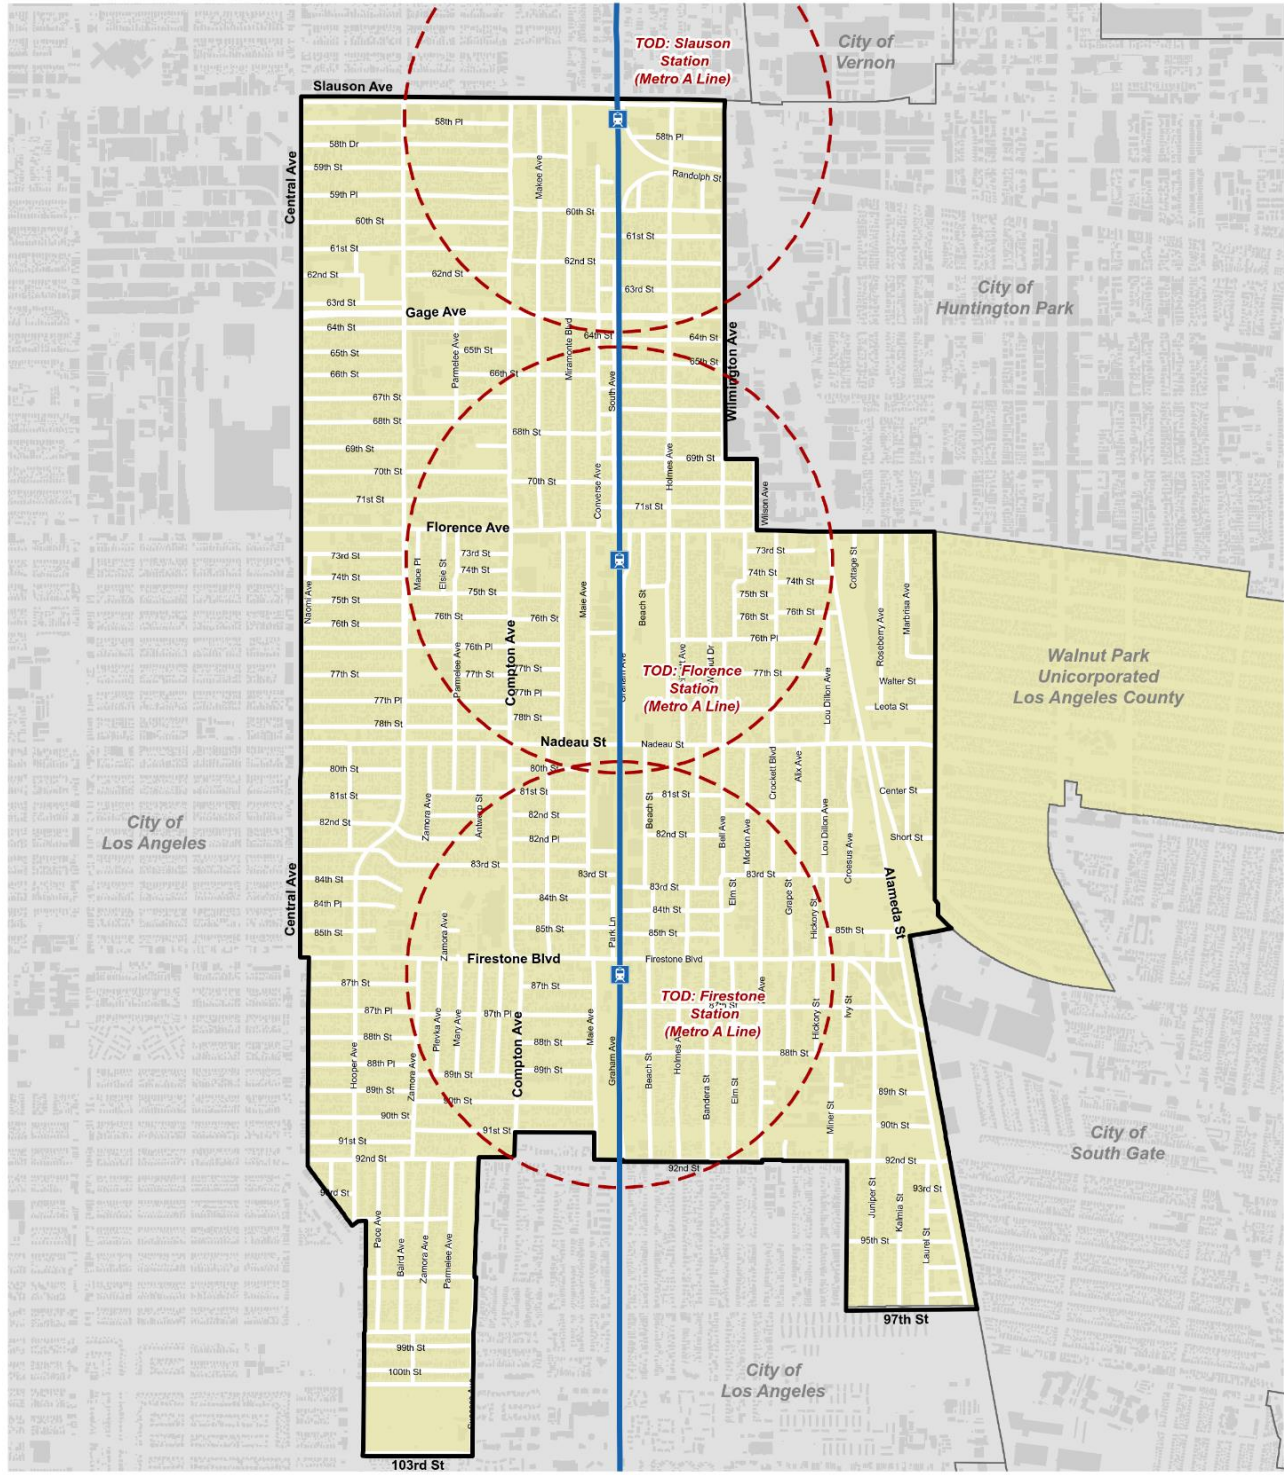 TOD: Slauson
Station
(Metro A Line)
City of
Vernon
Slauson Ave
58th Pl
58th Pl
58th Dr
59th St
Makee Ave
Central Ave
Randolph St
59th Pl
60th St
60th St
61st St
61st St
62nd St
62nd St
62nd St
63rd St
City of
Huntington Park
63rd St
Gage Ave
64th St
64th St
64th St
Miramonte Blvd
Parmelee Ave
65th St
65th St
65th St
Wilmington Ave
66th St
66th St
South Ave
67th St
68th St
68th St
69th St
69th St
Holmes Ave
70th St
70th St
Converse Ave
71st St
71st St
Wilson Ave
Florence Ave
73rd St
73rd St
73rd St
Cottage St
Mace Pl
Elsie St
74th St
74th St
74th St
74th St
Naomi Ave
75th St
75th St
75th St
Maie Ave
Beach St
Marbrisa Ave
76th St
76th St
76th St
76th St
76th St
Roseberry Ave
76th Pl
76th Pl
Compton Ave
Parmelee Ave
77th St
77th St
77th St
77th St
Walnut Park
Unicorporated
Los Angeles County
TOD: Florence
Station
(Metro A Line)
Walter St
77th Pl
77th Pl
Lou Dillon Ave
Leota St
78th St
78th St
Nadeau St
Nadeau St
80th St
80th St
Crockett Blvd
Alix Ave
81st St
81st St
81st St
Center St
Zamora Ave
Antwerp St
Beach St
82nd St
82nd St
82nd St
82nd Pl
Bell Ave
Morton Ave
Lou Dillon Ave
Croesus Ave
Short St
City of
Los Angeles
83rd St
83rd St
83rd St
83rd St
84th St
84th St
84th St
84th Pl
Elm St
Grape St
Hickory St
Alameda St
Central Ave
85th St
85th St
85th St
85th St
Zamora Ave
Park Ln
Firestone Blvd
Firestone Blvd
87th St
87th St
TOD: Firestone
Station
(Metro A Line)
87th Pl
87th Pl
Plevka Ave
Mary Ave
Compton Ave
Maie Ave
Hickory St
Ivy St
88th St
88th St
88th St
88th Pl
Hooper Ave
Zamora Ave
Graham Ave
Beach St
89th St
89th St
89th St
89th St
Bandera St
Elm St
90th St
90th St
90th St
Miner St
91st St
91st St
92nd St
92nd St
92nd St
City of
South Gate
93rd St
Juniper St
Kalmia St
Laurel St
Pace Ave
Baird Ave
Zamora Ave
Parmelee Ave
95th St
97th St
99th St
100th St
City of
Los Angeles
103rd St